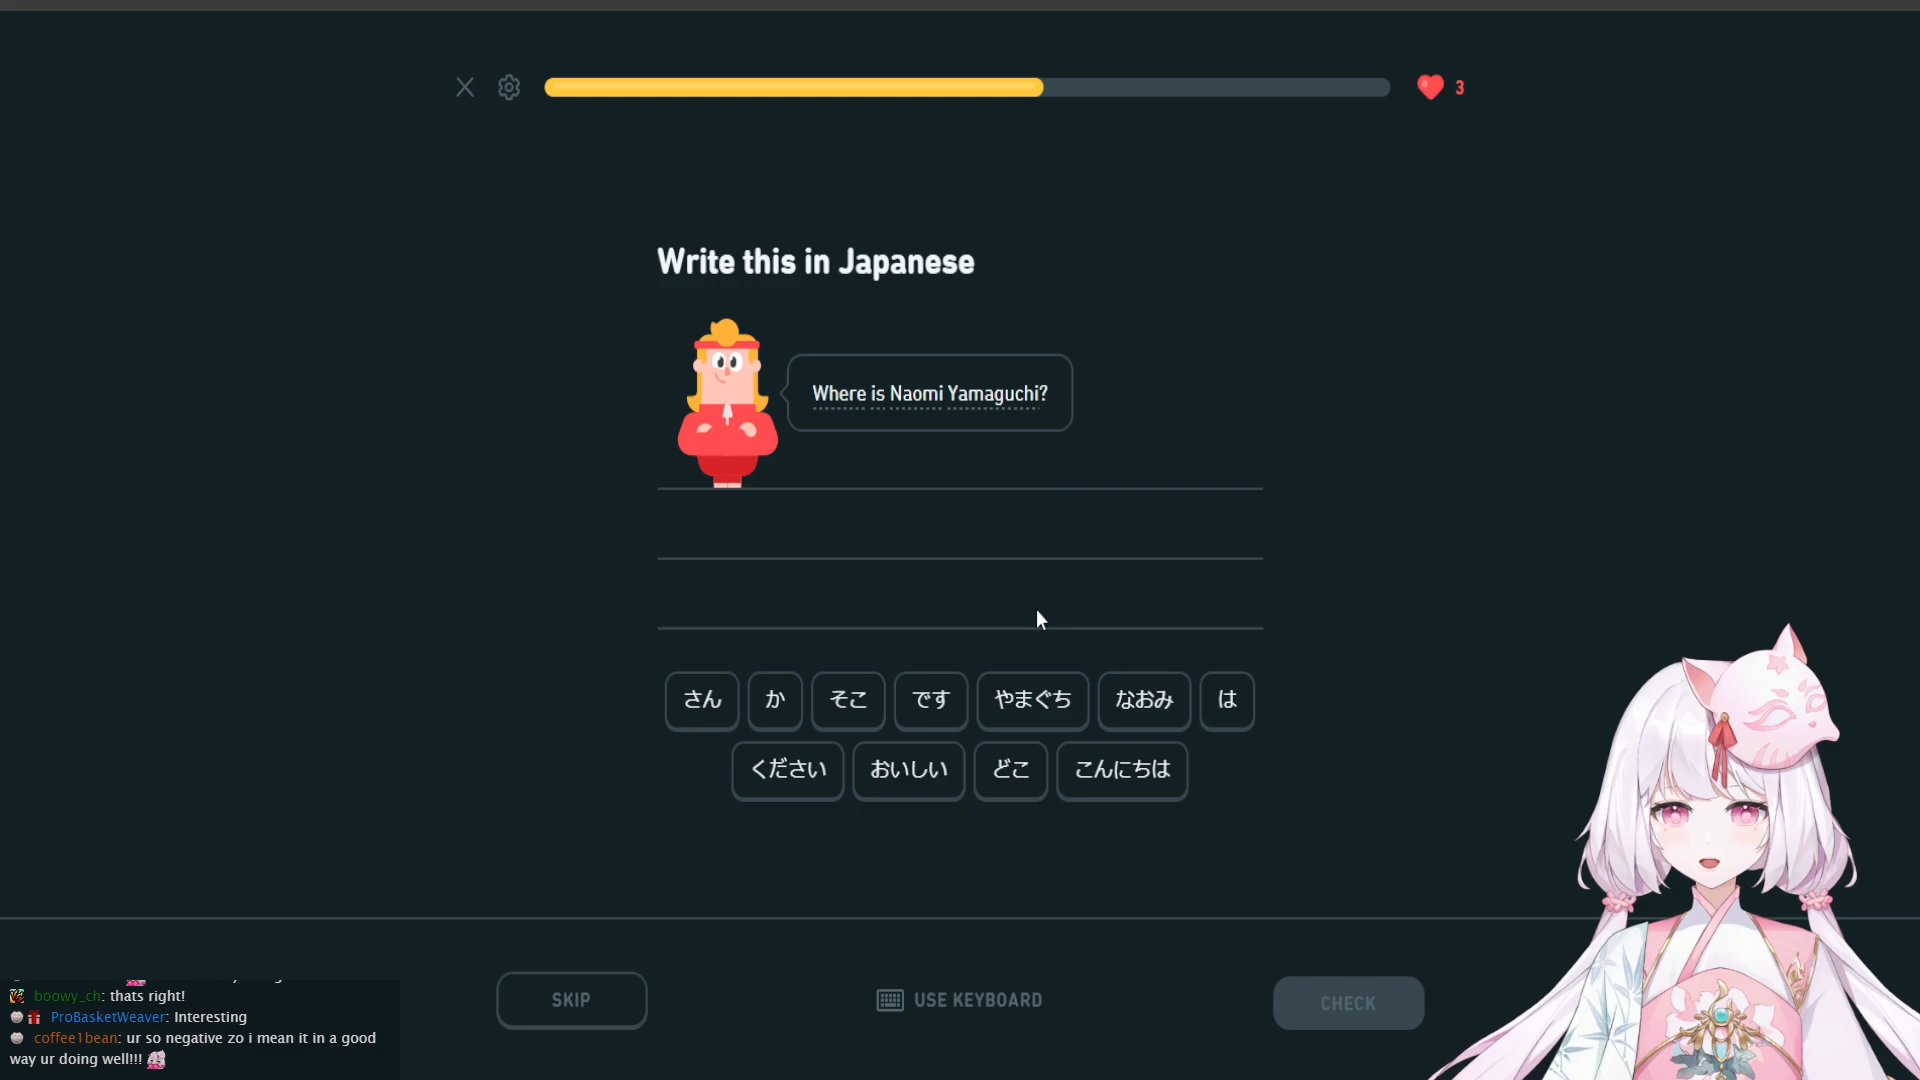 3
Write this in Japanese
Where is Naomi Yamaguchi?
さん か そこ です やまぐち なおみ は
ください おいしい どこ こんにちは
SKIP
USE KEYBOARD
CHECK
boowy_ch: thats right!
ProBasketWeaver: Interesting
coffee1bean: ur so negative zo i mean it in a good
way ur doing well!!!